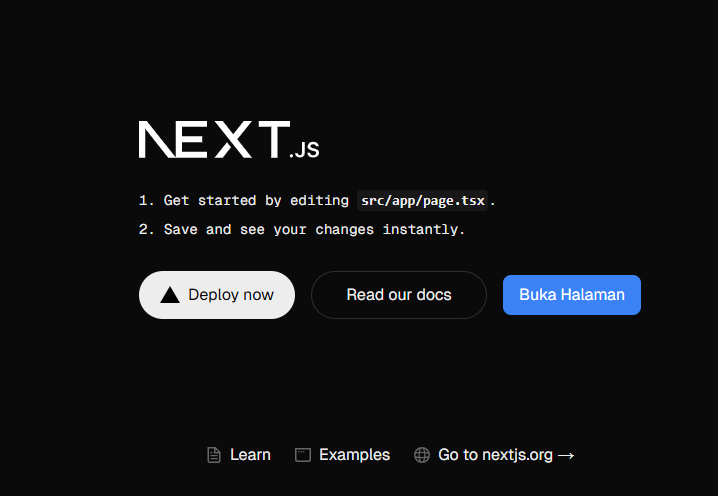 NEXT.JS
1. Get started by editing src/app/page.tsx.
2. Save and see your changes instantly.
Deploy now Read our docs Buka Halaman
Learn Examples Go to nextjs.org →